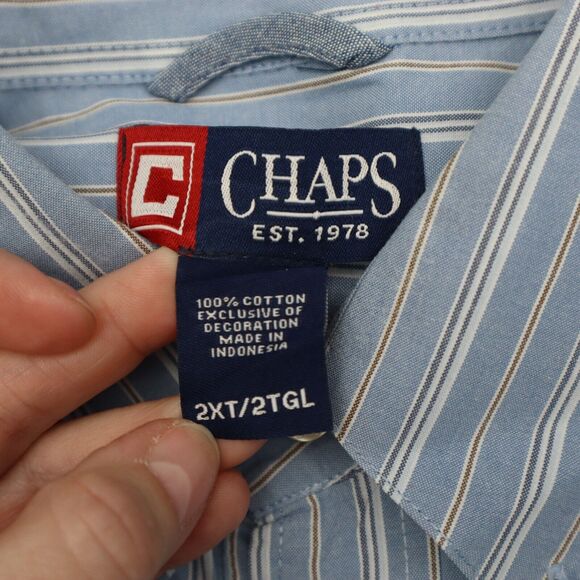 C CHAPS
EST. 1978
100% COTTON
EXCLUSIVE OF
DECORATION
MADE IN
INDONESIA
2XT/2TGL